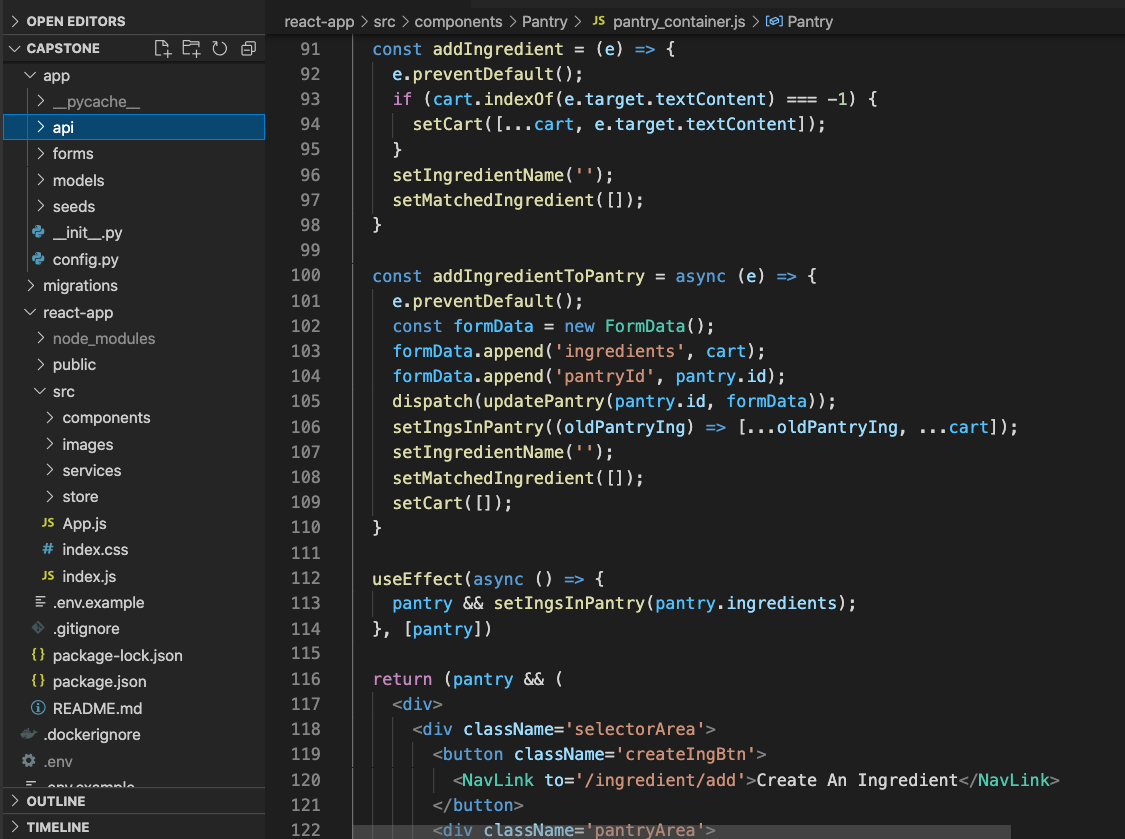 OPEN EDITORS
CAPSTONE
app
__pycache__
api
forms
models
seeds
__init__.py
config.py
migrations
react-app
node_modules
public
src
components
images
services
store
JS App.js
# index.css
JS index.js
.env.example
.gitignore
{} package-lock.json
{} package.json
README.md
.dockerignore
.env
.env.example
OUTLINE
TIMELINE
react-app > src > components > Pantry > JS pantry_container.js > Pantry
91 const addIngredient = (e) => {
92 e.preventDefault();
93 if (cart.indexOf(e.target.textContent) === -1) {
94 setCart([...cart, e.target.textContent]);
95 }
96 setIngredientName('');
97 setMatchedIngredient([]);
98 }
99
100 const addIngredientToPantry = async (e) => {
101 e.preventDefault();
102 const formData = new FormData();
103 formData.append('ingredients', cart);
104 formData.append('pantryId', pantry.id);
105 dispatch(updatePantry(pantry.id, formData));
106 setIngsInPantry((oldPantryIng) => [...oldPantryIng, ...cart]);
107 setIngredientName('');
108 setMatchedIngredient([]);
109 setCart([]);
110 }
111
112 useEffect(async () => {
113 pantry && setIngsInPantry(pantry.ingredients);
114 }, [pantry])
115
116 return (pantry && (
117 <div>
118 <div className='selectorArea'>
119 <button className='createIngBtn'>
120 <NavLink to='/ingredient/add'>Create An Ingredient</NavLink>
121 </button>
122 <div className='pantryArea'>